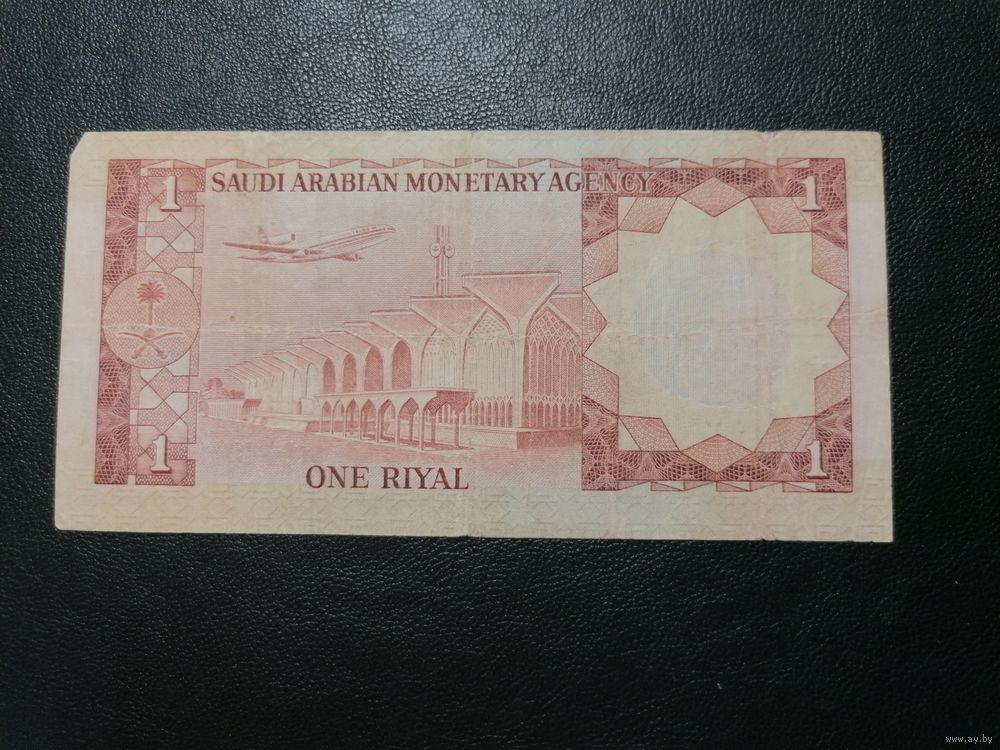 1 SAUDI ARABIAN MONETARY AGENCY 1
1 ONE RIYAL 1
www.ay.by